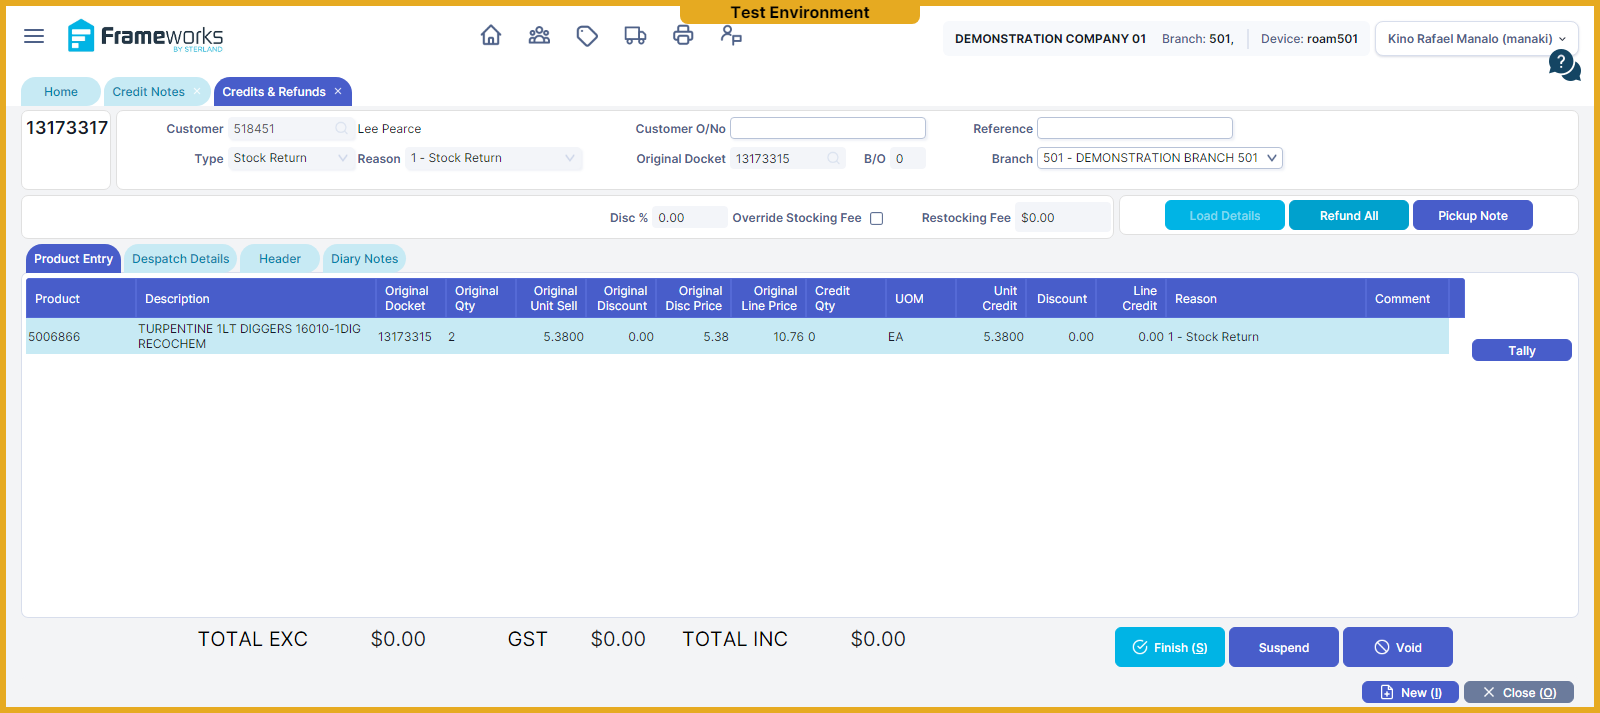 Test Environment
Frameworks
BY STERLAND
DEMONSTRATION COMPANY 01 Branch: 501, Device: roam501
Kino Rafael Manalo (manaki)
?
Home
Credit Notes ×
Credits & Refunds ×
13173317
Customer 518451 Lee Pearce
Customer O/No
Reference
Type Stock Return
Reason 1 - Stock Return
Original Docket 13173315
B/O 0
Branch 501 - DEMONSTRATION BRANCH 501
Disc % 0.00
Override Stocking Fee
Restocking Fee $0.00
Load Details
Refund All
Pickup Note
Product Entry
Despatch Details
Header
Diary Notes
Product
Description
Original Docket
Original Qty
Original Unit Sell
Original Discount
Original Disc Price
Original Line Price
Credit Qty
UOM
Unit Credit
Discount
Line Credit
Reason
Comment
5006866
TURPENTINE 1LT DIGGERS 16010-1DIG
RECOCHEM
13173315
2
5.3800
0.00
5.38
10.76
0
EA
5.3800
0.00
0.00
1 - Stock Return
Tally
TOTAL EXC $0.00
GST $0.00
TOTAL INC $0.00
Finish (S)
Suspend
Void
New (I)
Close (O)